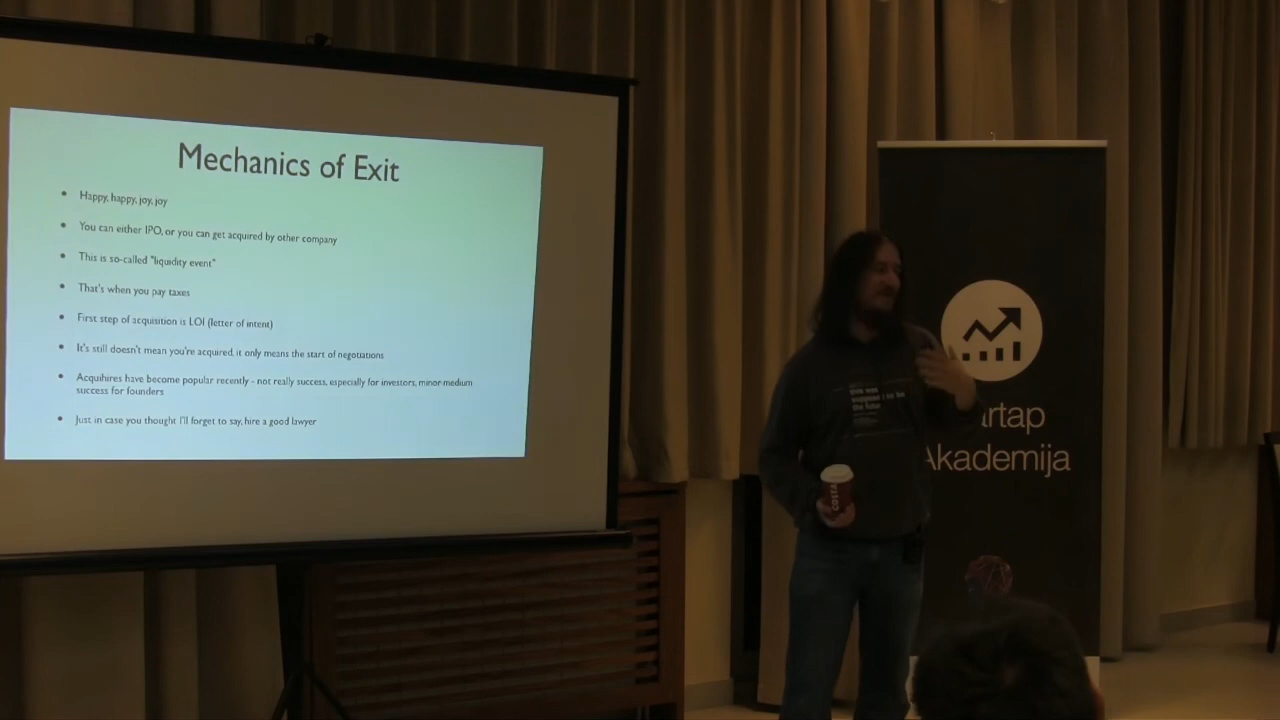 Mechanics of Exit
• Happy, happy, joy, joy
• You can either IPO, or you can get acquired by other company
• This is so-called "liquidity event"
• That's when you pay taxes
• First step of acquisition is LOI (letter of intent)
• It's still doesn't mean you're acquired, it only means the start of negotiations
• Acquihires have become popular recently - not really success, especially for investors, minor-medium
success for founders
• Just in case you thought I'll forget to say, hire a good lawyer
artap
Akademija
COSTA
the future